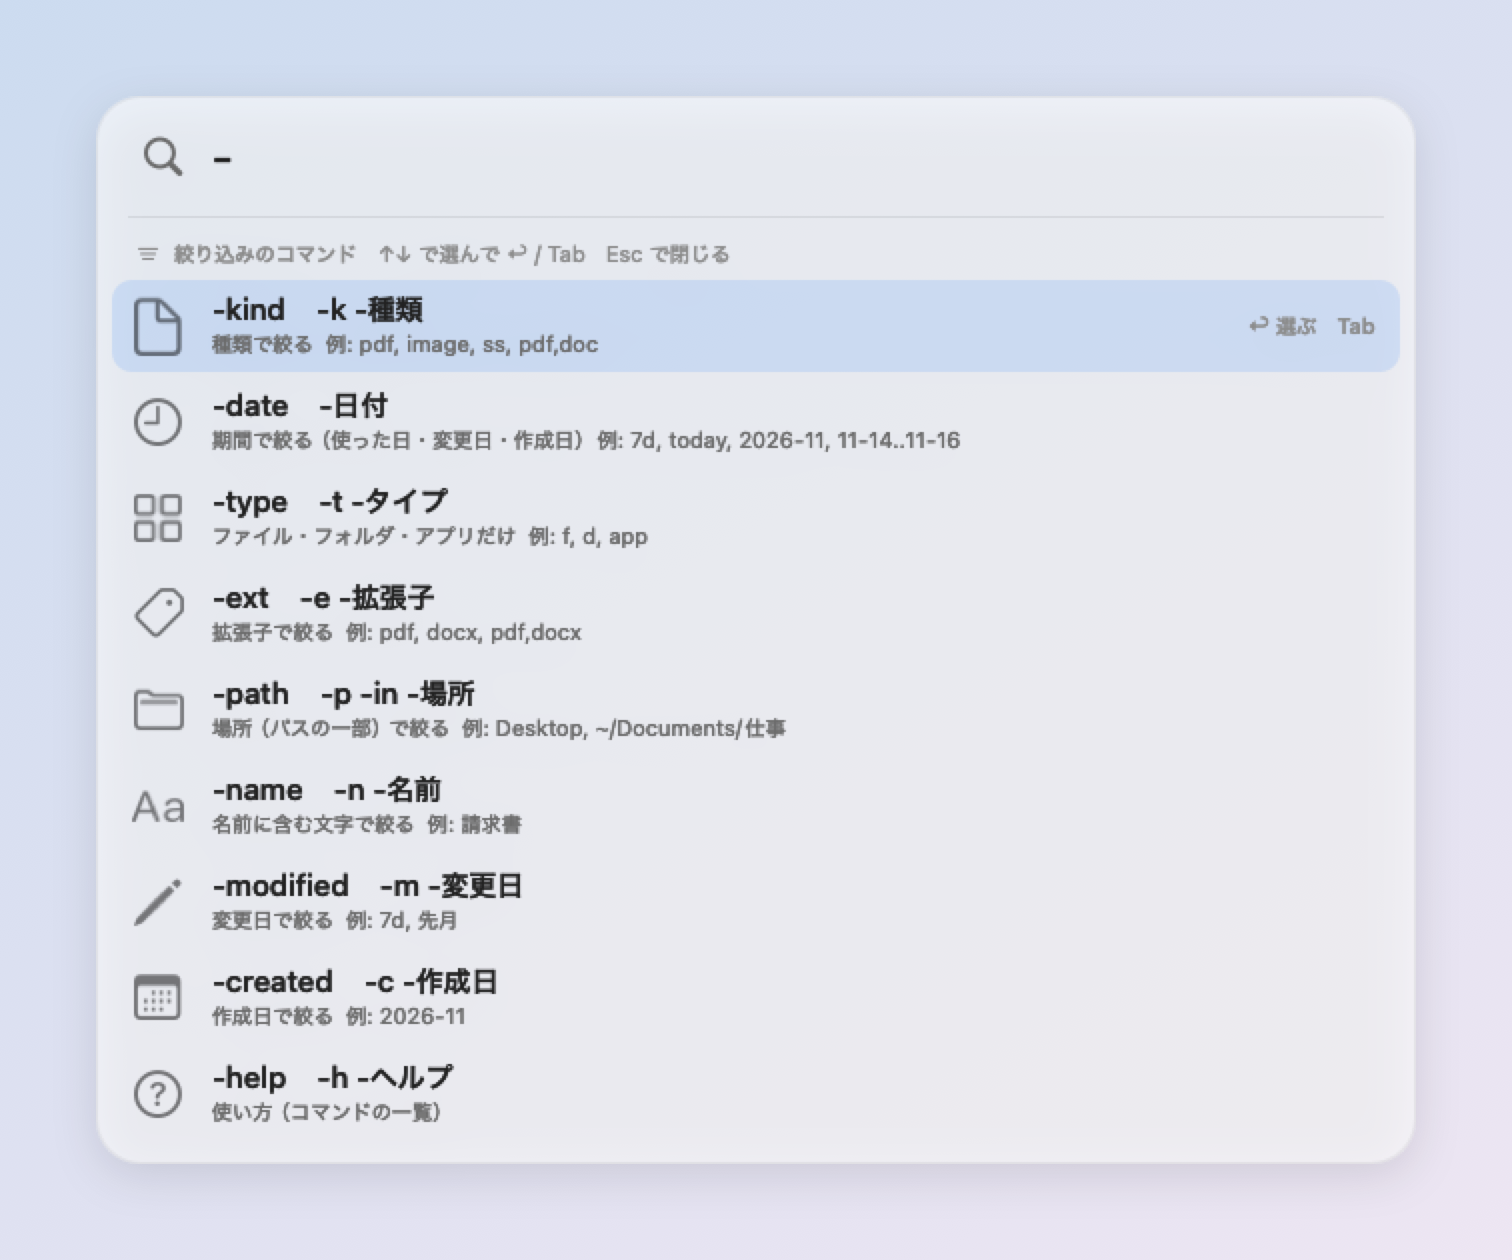 -
絞り込みのコマンド ↑↓ で選んで ↩ / Tab Esc で閉じる
-kind -k -種類
種類で絞る 例: pdf, image, ss, pdf,doc
↩ 選ぶ Tab
-date -日付
期間で絞る（使った日・変更日・作成日） 例: 7d, today, 2026-11, 11-14..11-16
-type -t -タイプ
ファイル・フォルダ・アプリだけ 例: f, d, app
-ext -e -拡張子
拡張子で絞る 例: pdf, docx, pdf,docx
-path -p -in -場所
場所（パスの一部）で絞る 例: Desktop, ~/Documents/仕事
Aa
-name -n -名前
名前に含む文字で絞る 例: 請求書
-modified -m -変更日
変更日で絞る 例: 7d, 先月
-created -c -作成日
作成日で絞る 例: 2026-11
?
-help -h -ヘルプ
使い方（コマンドの一覧）